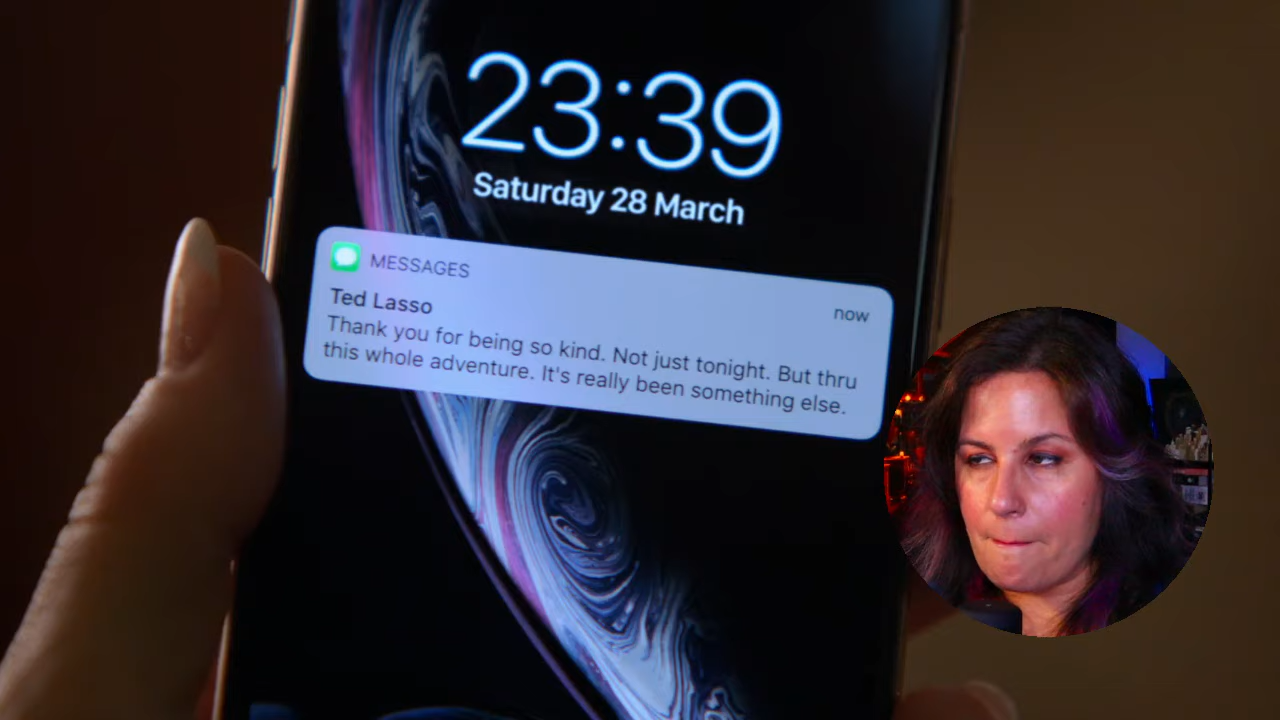 23:39
Saturday 28 March
MESSAGES
Ted Lasso
now
Thank you for being so kind. Not just tonight. But thru
this whole adventure. It's really been something else.